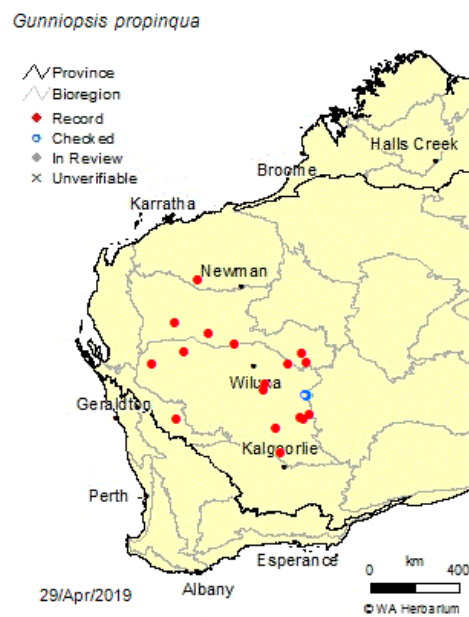 Gunniopsis propinqua
Province
Bioregion
Record
Checked
In Review
Unverifiable
Halls Creek
Broome
Karratha
Newman
Wiluna
Geraldton
Kalgoorlie
Perth
Esperance
Albany
km
0 400
29/Apr/2019
© WA Herbarium